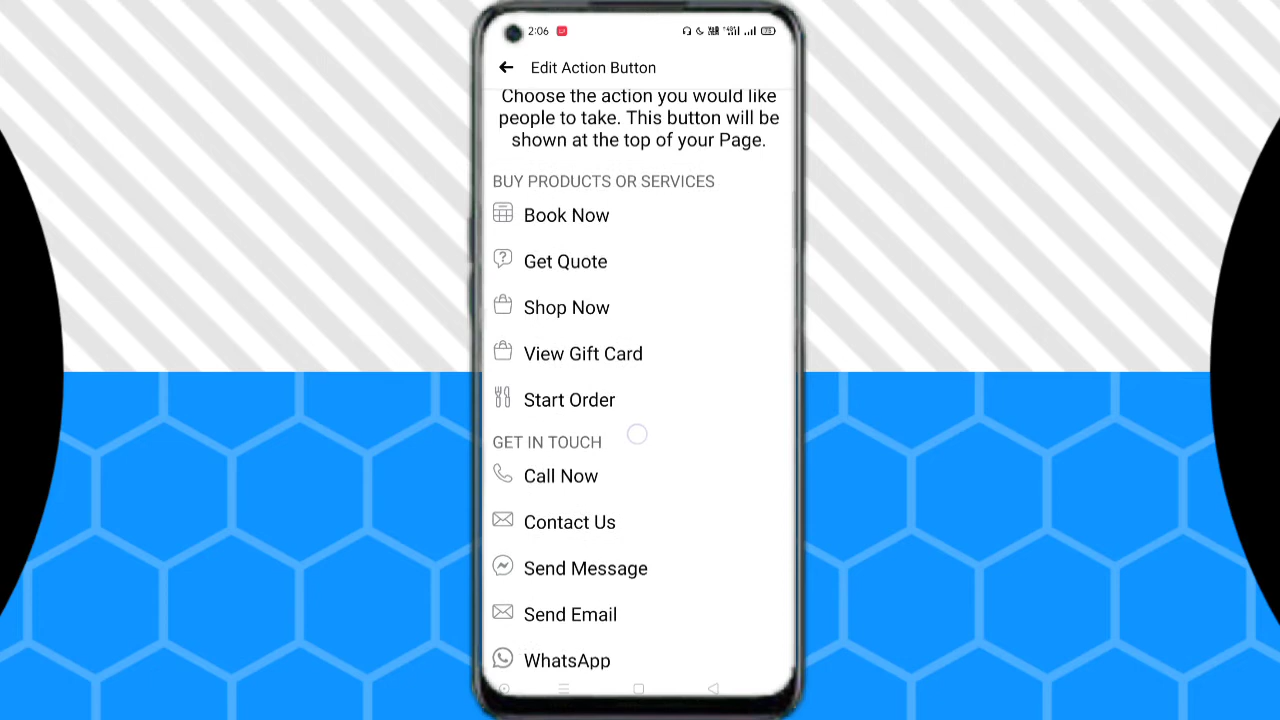 2:06
Edit Action Button
Choose the action you would like
people to take. This button will be
shown at the top of your Page.
BUY PRODUCTS OR SERVICES
Book Now
Get Quote
Shop Now
View Gift Card
Start Order
GET IN TOUCH
Call Now
Contact Us
Send Message
Send Email
WhatsApp